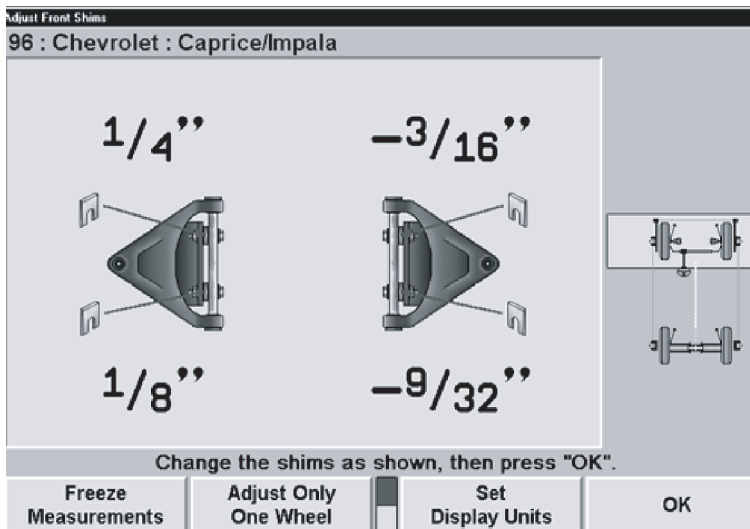 Adjust Front Shims
96 : Chevrolet : Caprice/Impala
1/4” –3/16”
1/8” –9/32”
Change the shims as shown, then press "OK".
Freeze Measurements
Adjust Only One Wheel
Set Display Units
OK